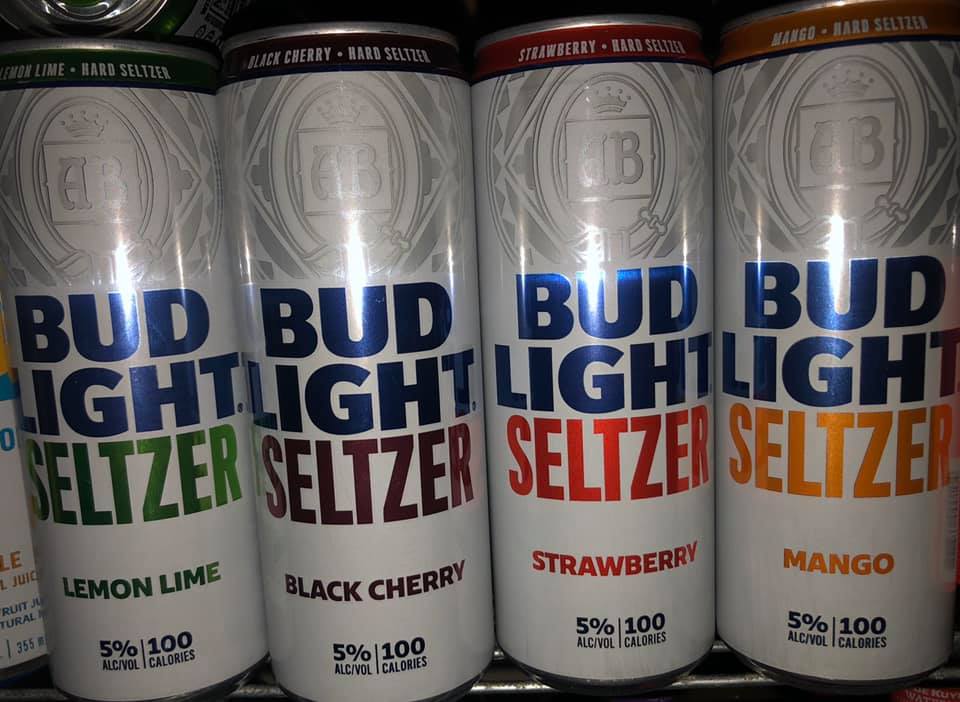 LEMON LIME • HARD SELTZER
AB
BUD
LIGHT
SELTZER
LEMON LIME
5% 100
ALC/VOL CALORIES
BLACK CHERRY • HARD SELTZER
AB
BUD
LIGHT
SELTZER
BLACK CHERRY
5% 100
ALC/VOL CALORIES
STRAWBERRY • HARD SELTZER
AB
BUD
LIGHT
SELTZER
STRAWBERRY
5% 100
ALC/VOL CALORIES
MANGO • HARD SELTZER
AB
BUD
LIGHT
SELTZER
MANGO
5% 100
ALC/VOL CALORIES
355